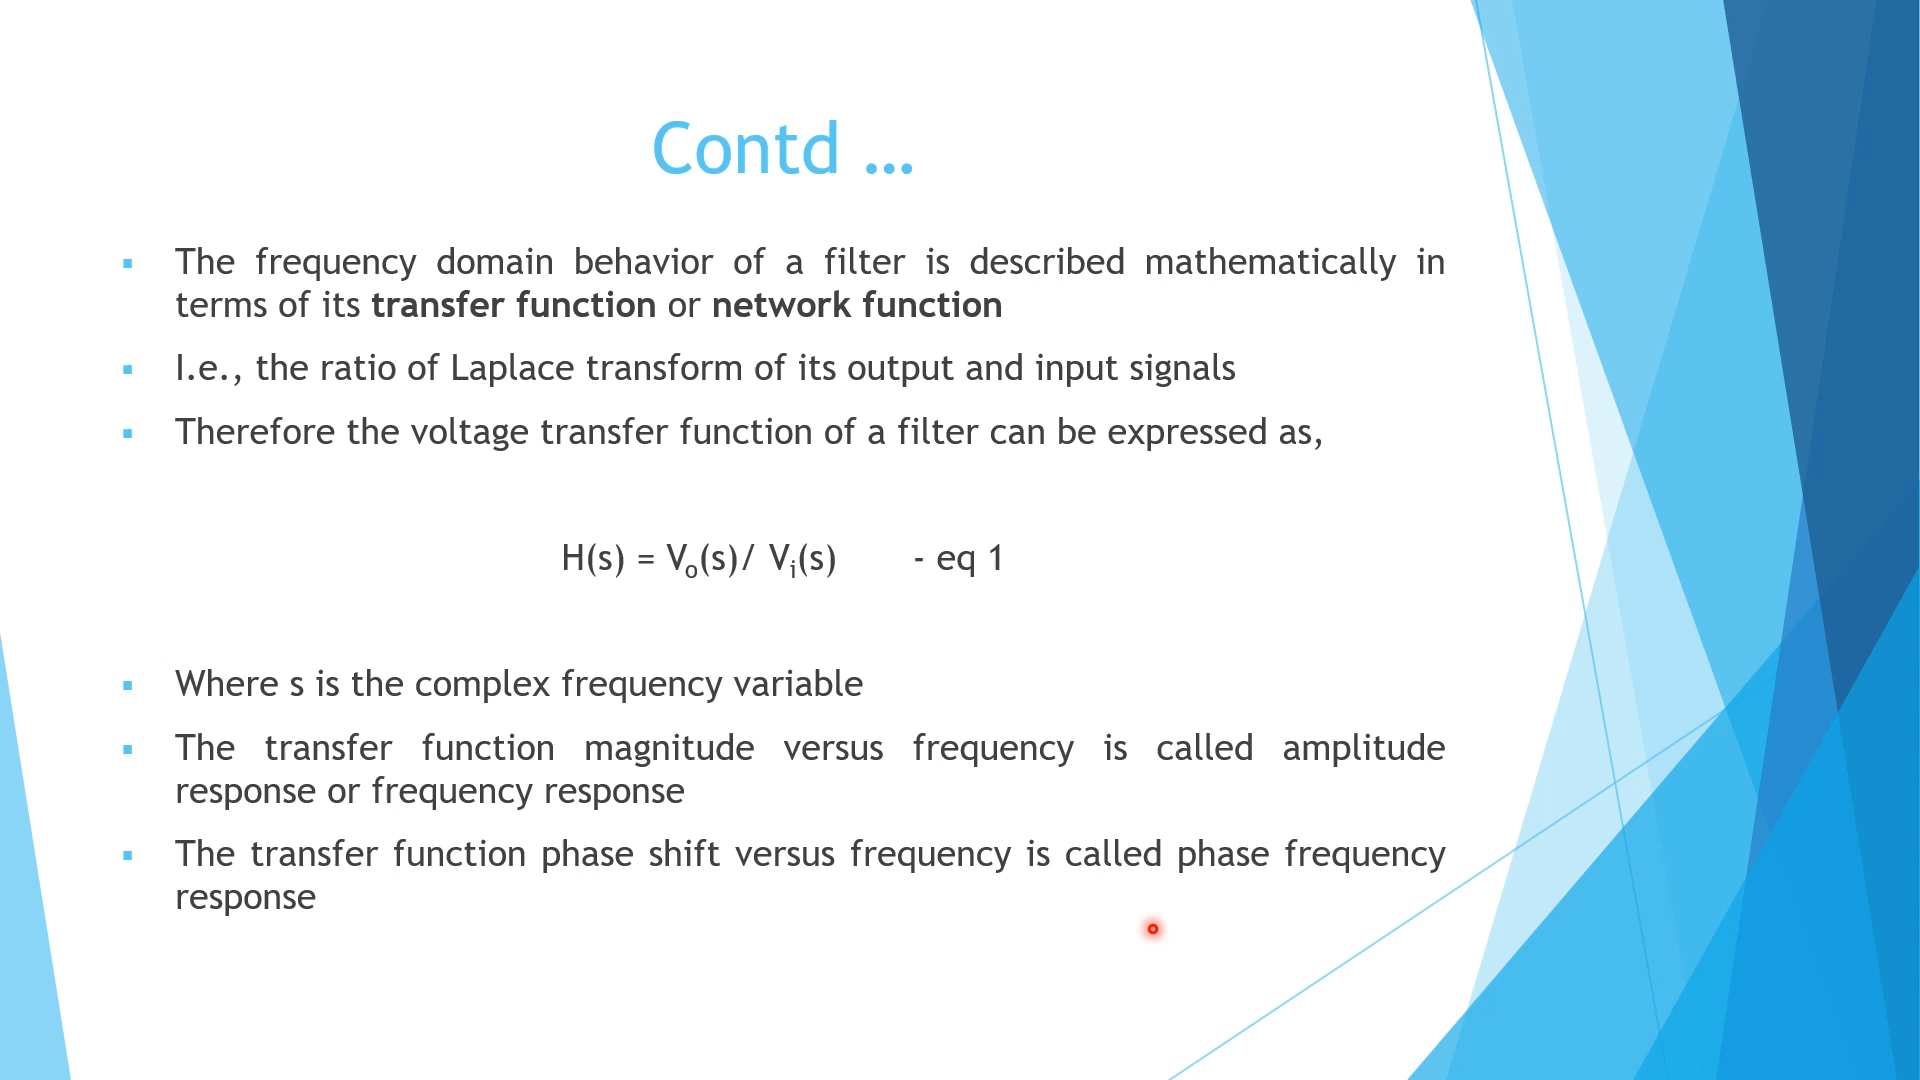 Contd …
▪ The frequency domain behavior of a filter is described mathematically in
terms of its transfer function or network function
▪ I.e., the ratio of Laplace transform of its output and input signals
▪ Therefore the voltage transfer function of a filter can be expressed as,
H(s) = Vₒ(s)/ Vᵢ(s) - eq 1
▪ Where s is the complex frequency variable
▪ The transfer function magnitude versus frequency is called amplitude
response or frequency response
▪ The transfer function phase shift versus frequency is called phase frequency
response